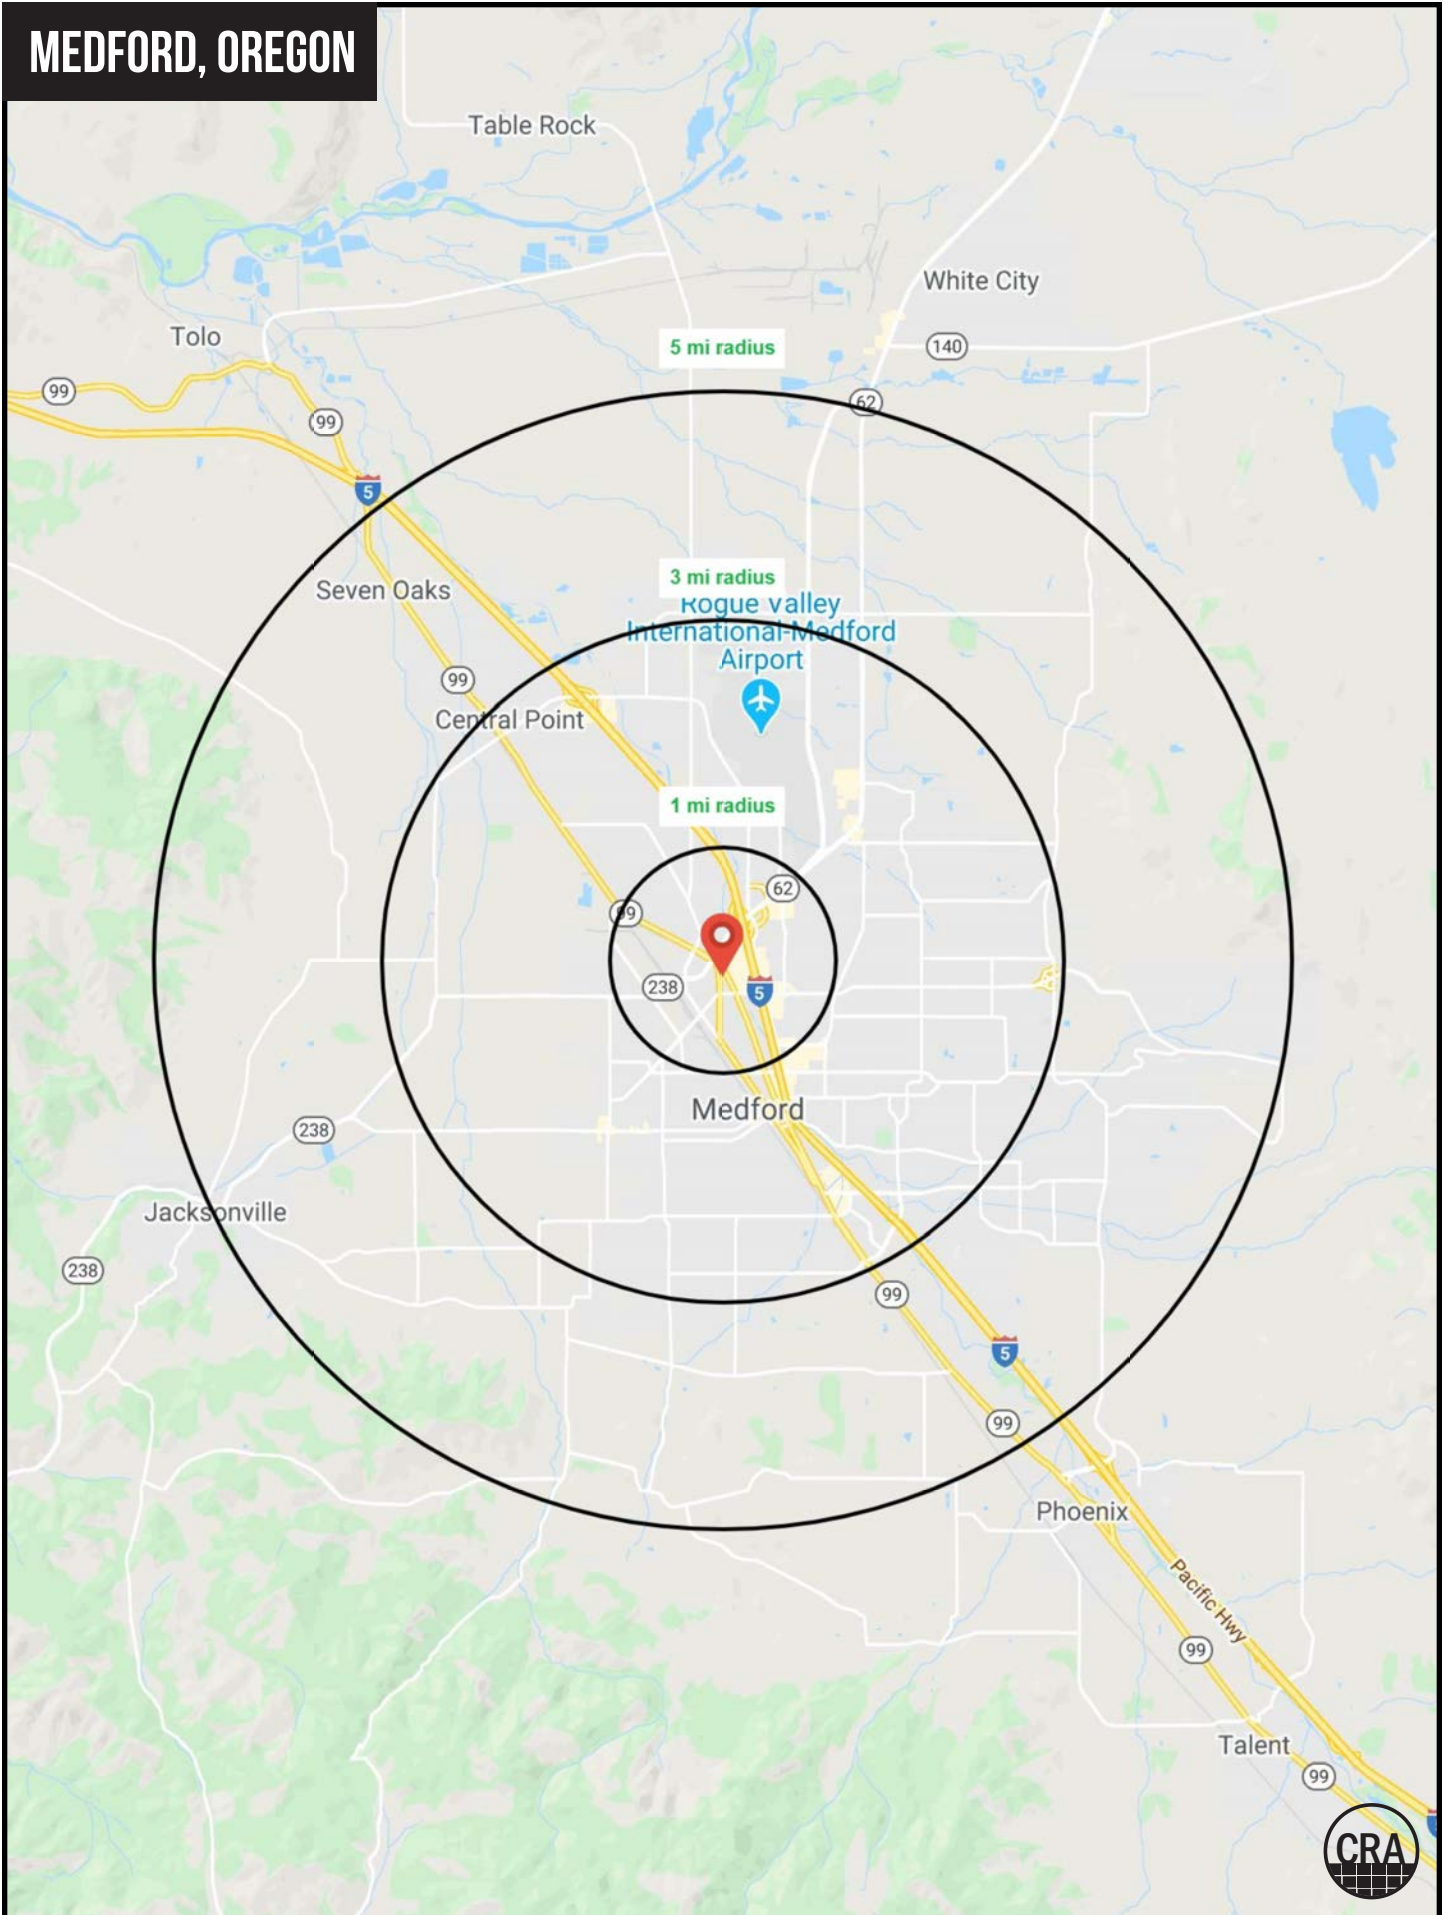 MEDFORD, OREGON
Table Rock
White City
Tolo
5 mi radius
140
99
62
99
5
3 mi radius
Seven Oaks
Rogue Valley
International-Medford
Airport
99
Central Point
1 mi radius
62
99
238
5
Medford
238
Jacksonville
238
99
5
99
Phoenix
Pacific Hwy
99
Talent
99
CRA